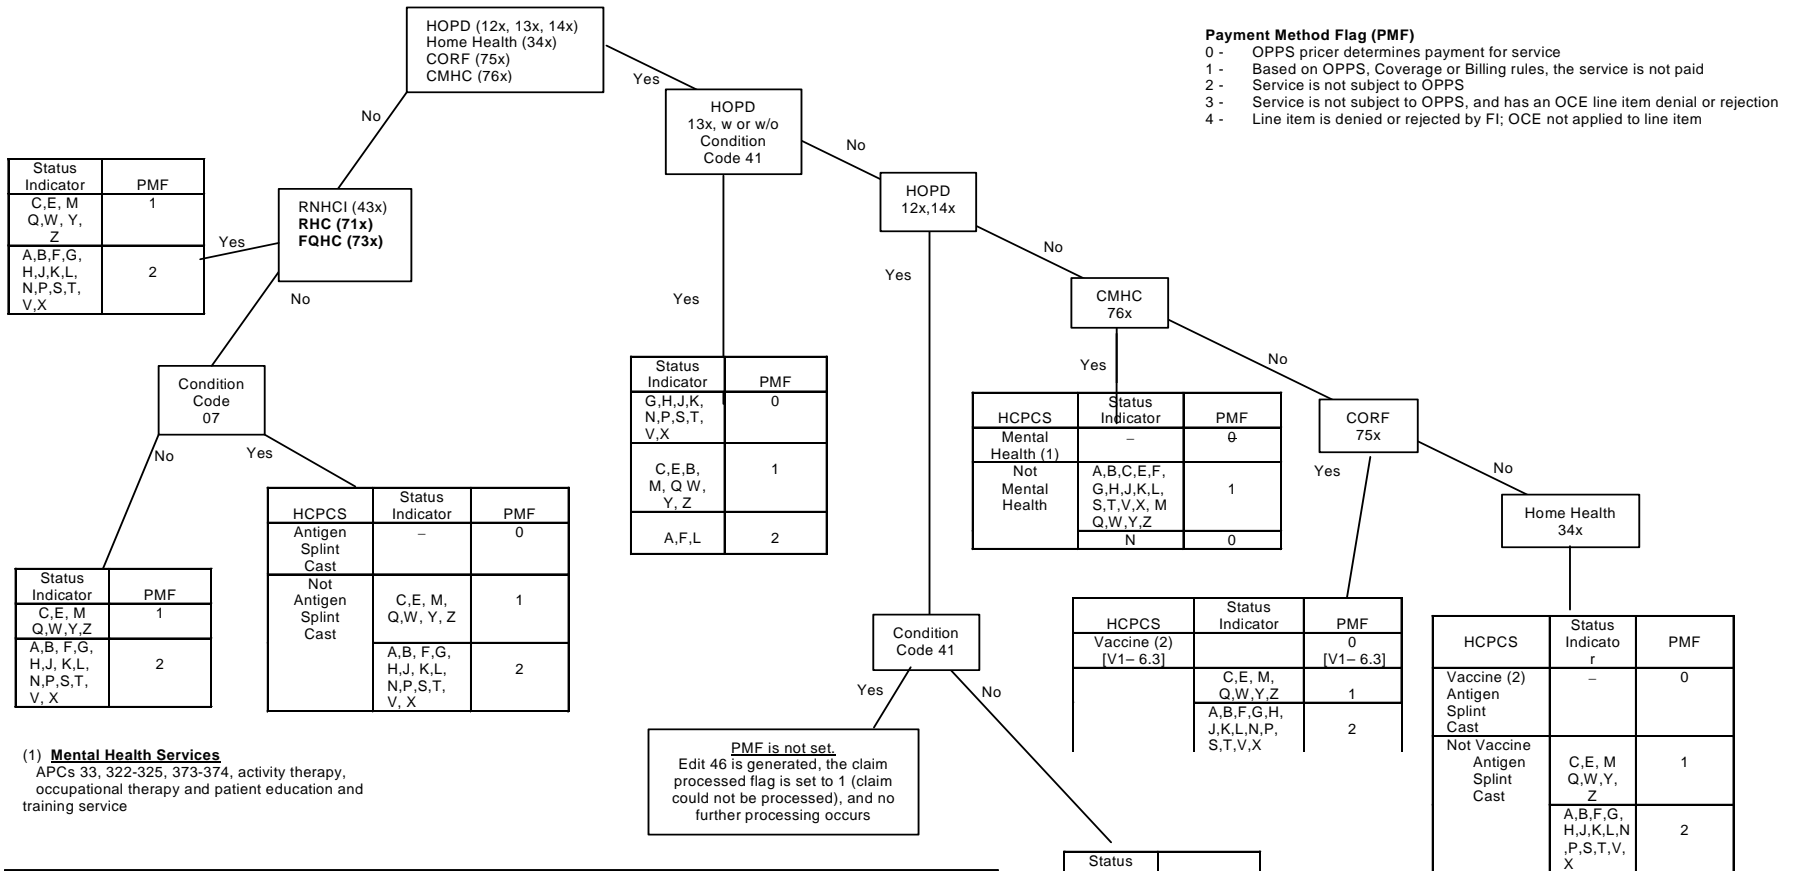 HOPD (12x, 13x, 14x)
Home Health (34x)
CORF (75x)
CMHC (76x)
Payment Method Flag (PMF)
0 - OPPS pricer determines payment for service
1 - Based on OPPS, Coverage or Billing rules, the service is not paid
2 - Service is not subject to OPPS
3 - Service is not subject to OPPS, and has an OCE line item denial or rejection
4 - Line item is denied or rejected by FI; OCE not applied to line item
Yes
No
HOPD
13x, w or w/o
Condition
Code 41
No
Yes
HOPD
12x,14x
No
Yes
Status
Indicator PMF
C,E, M 1
Q,W, Y,
Z
A,B,F,G, 2
H,J,K,L,
N,P,S,T,
V,X
Yes
RNHCI (43x)
RHC (71x)
FQHC (73x)
No
CMHC
76x
Yes
No
Condition
Code
07
No
Yes
Status
Indicator PMF
G,H,J,K, 0
N,P,S,T,
V,X
C,E,B, 1
M, Q W,
Y, Z
A,F,L 2
Status
HCPCS Indicator PMF
Mental – 0
Health (1)
Not A,B,C,E,F,
Mental G,H,J,K,L, 1
Health S,T,V,X, M
Q,W,Y,Z
N 0
CORF
75x
Yes
No
Home Health
34x
Status
HCPCS Indicator PMF
Antigen – 0
Splint
Cast
Not
Antigen C,E, M, 1
Splint Q,W, Y, Z
Cast
A,B, F,G, 2
H,J, K,L,
N,P,S,T,
V, X
Status
Indicator PMF
C,E, M 1
Q,W,Y,Z
A,B, F,G, 2
H,J, K,L,
N,P,S,T,
V, X
Condition
Code 41
Yes
No
PMF is not set.
Edit 46 is generated, the claim
processed flag is set to 1 (claim
could not be processed), and no
further processing occurs
Status
Status
HCPCS Indicator PMF
Vaccine (2) 0
[V1– 6.3] [V1– 6.3]
C,E, M,
Q,W,Y,Z 1
A,B,F,G,H,
J,K,L,N,P, 2
S,T,V,X
Status
HCPCS Indicato PMF
r
Vaccine (2) – 0
Antigen
Splint
Cast
Not Vaccine
Antigen C,E, M 1
Splint Q,W,Y,
Cast Z
A,B,F,G,
H,J,K,L,N 2
,P,S,T,V,
X
(1) Mental Health Services
APCs 33, 322-325, 373-374, activity therapy,
occupational therapy and patient education and
training service